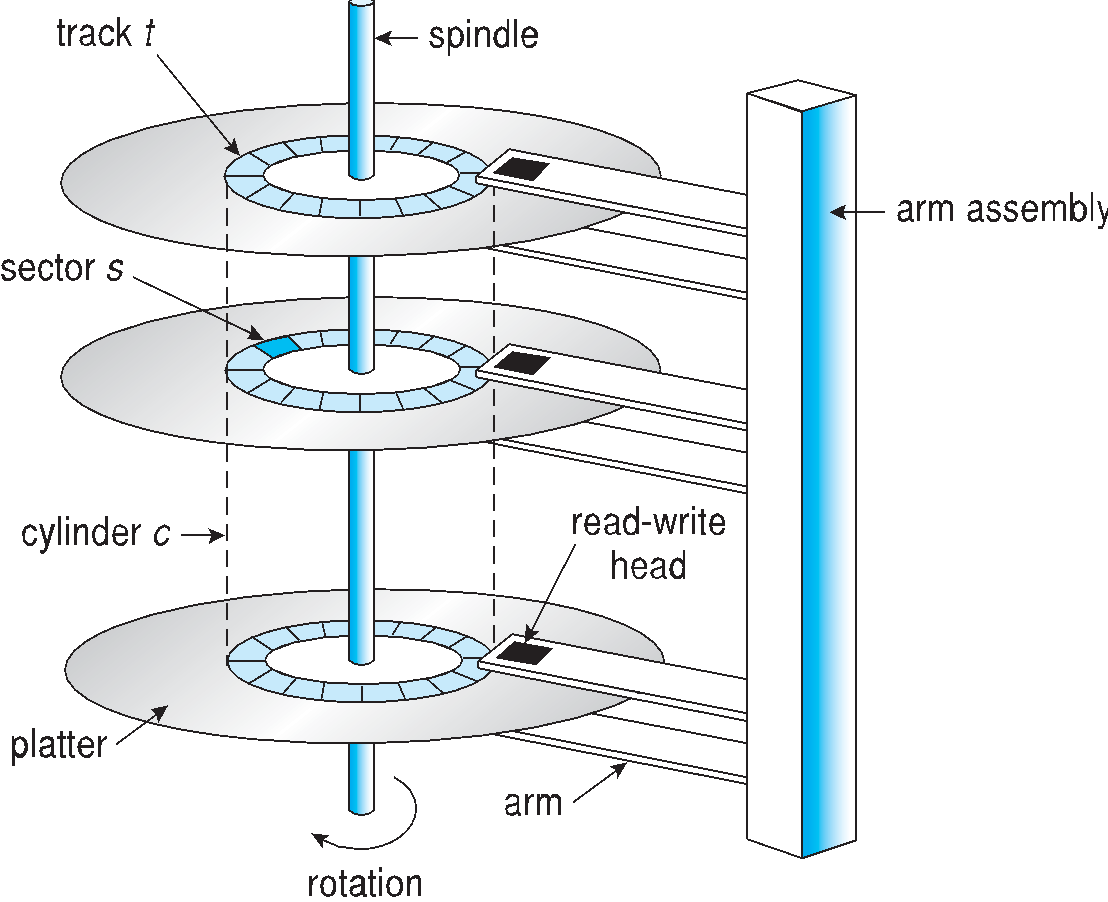 track t
spindle
arm assembly
sector s
cylinder c
read-write
head
platter
arm
rotation